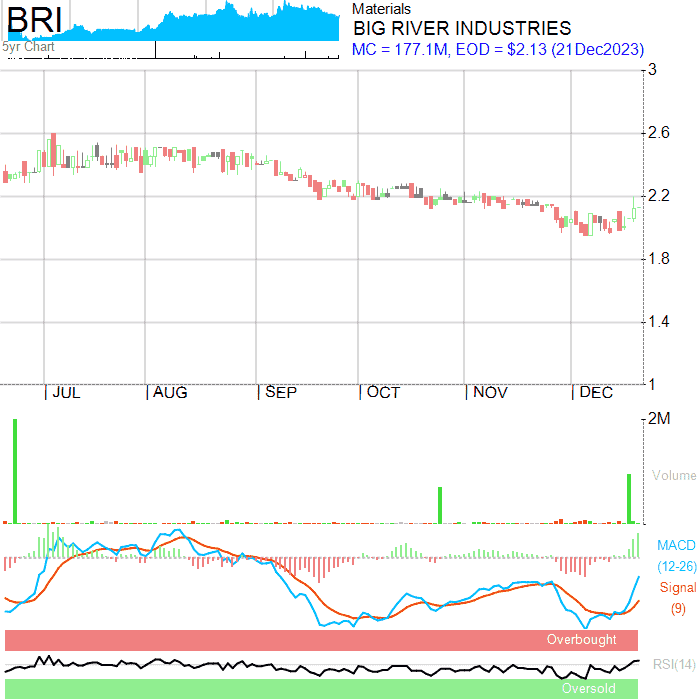 BRI
5yr Chart
Materials
BIG RIVER INDUSTRIES
MC = 177.1M, EOD = $2.13 (21Dec2023)
3
2.6
2.2
1.8
1.4
1
JUL AUG SEP OCT NOV DEC
2M
Volume
MACD
(12-26)
Signal
(9)
Overbought
RSI(14)
Oversold